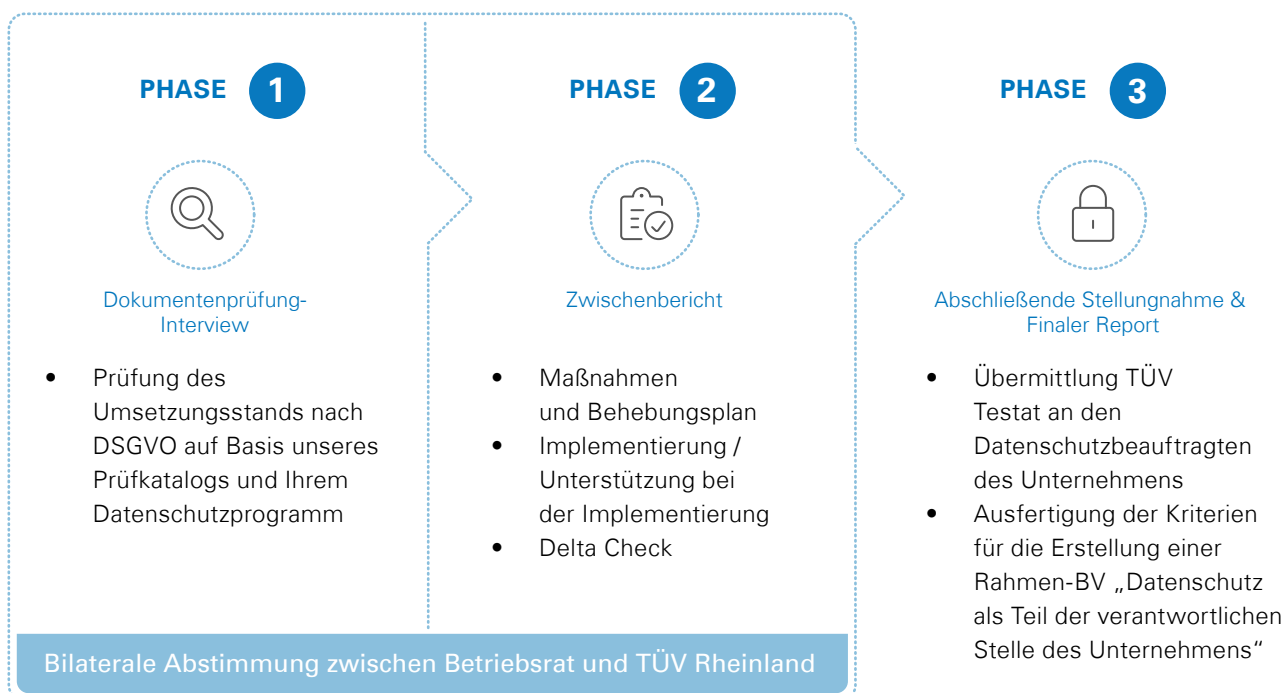 PHASE 1
Dokumentenprüfung-
Interview
• Prüfung des
Umsetzungsstands nach
DSGVO auf Basis unseres
Prüfkatalogs und Ihrem
Datenschutzprogramm
PHASE 2
Zwischenbericht
• Maßnahmen
und Behebungsplan
• Implementierung /
Unterstützung bei
der Implementierung
• Delta Check
Bilaterale Abstimmung zwischen Betriebsrat und TÜV Rheinland
PHASE 3
Abschließende Stellungnahme &
Finaler Report
• Übermittlung TÜV
Testat an den
Datenschutzbeauftragten
des Unternehmens
• Ausfertigung der Kriterien
für die Erstellung einer
Rahmen-BV „Datenschutz
als Teil der verantwortlichen
Stelle des Unternehmens“